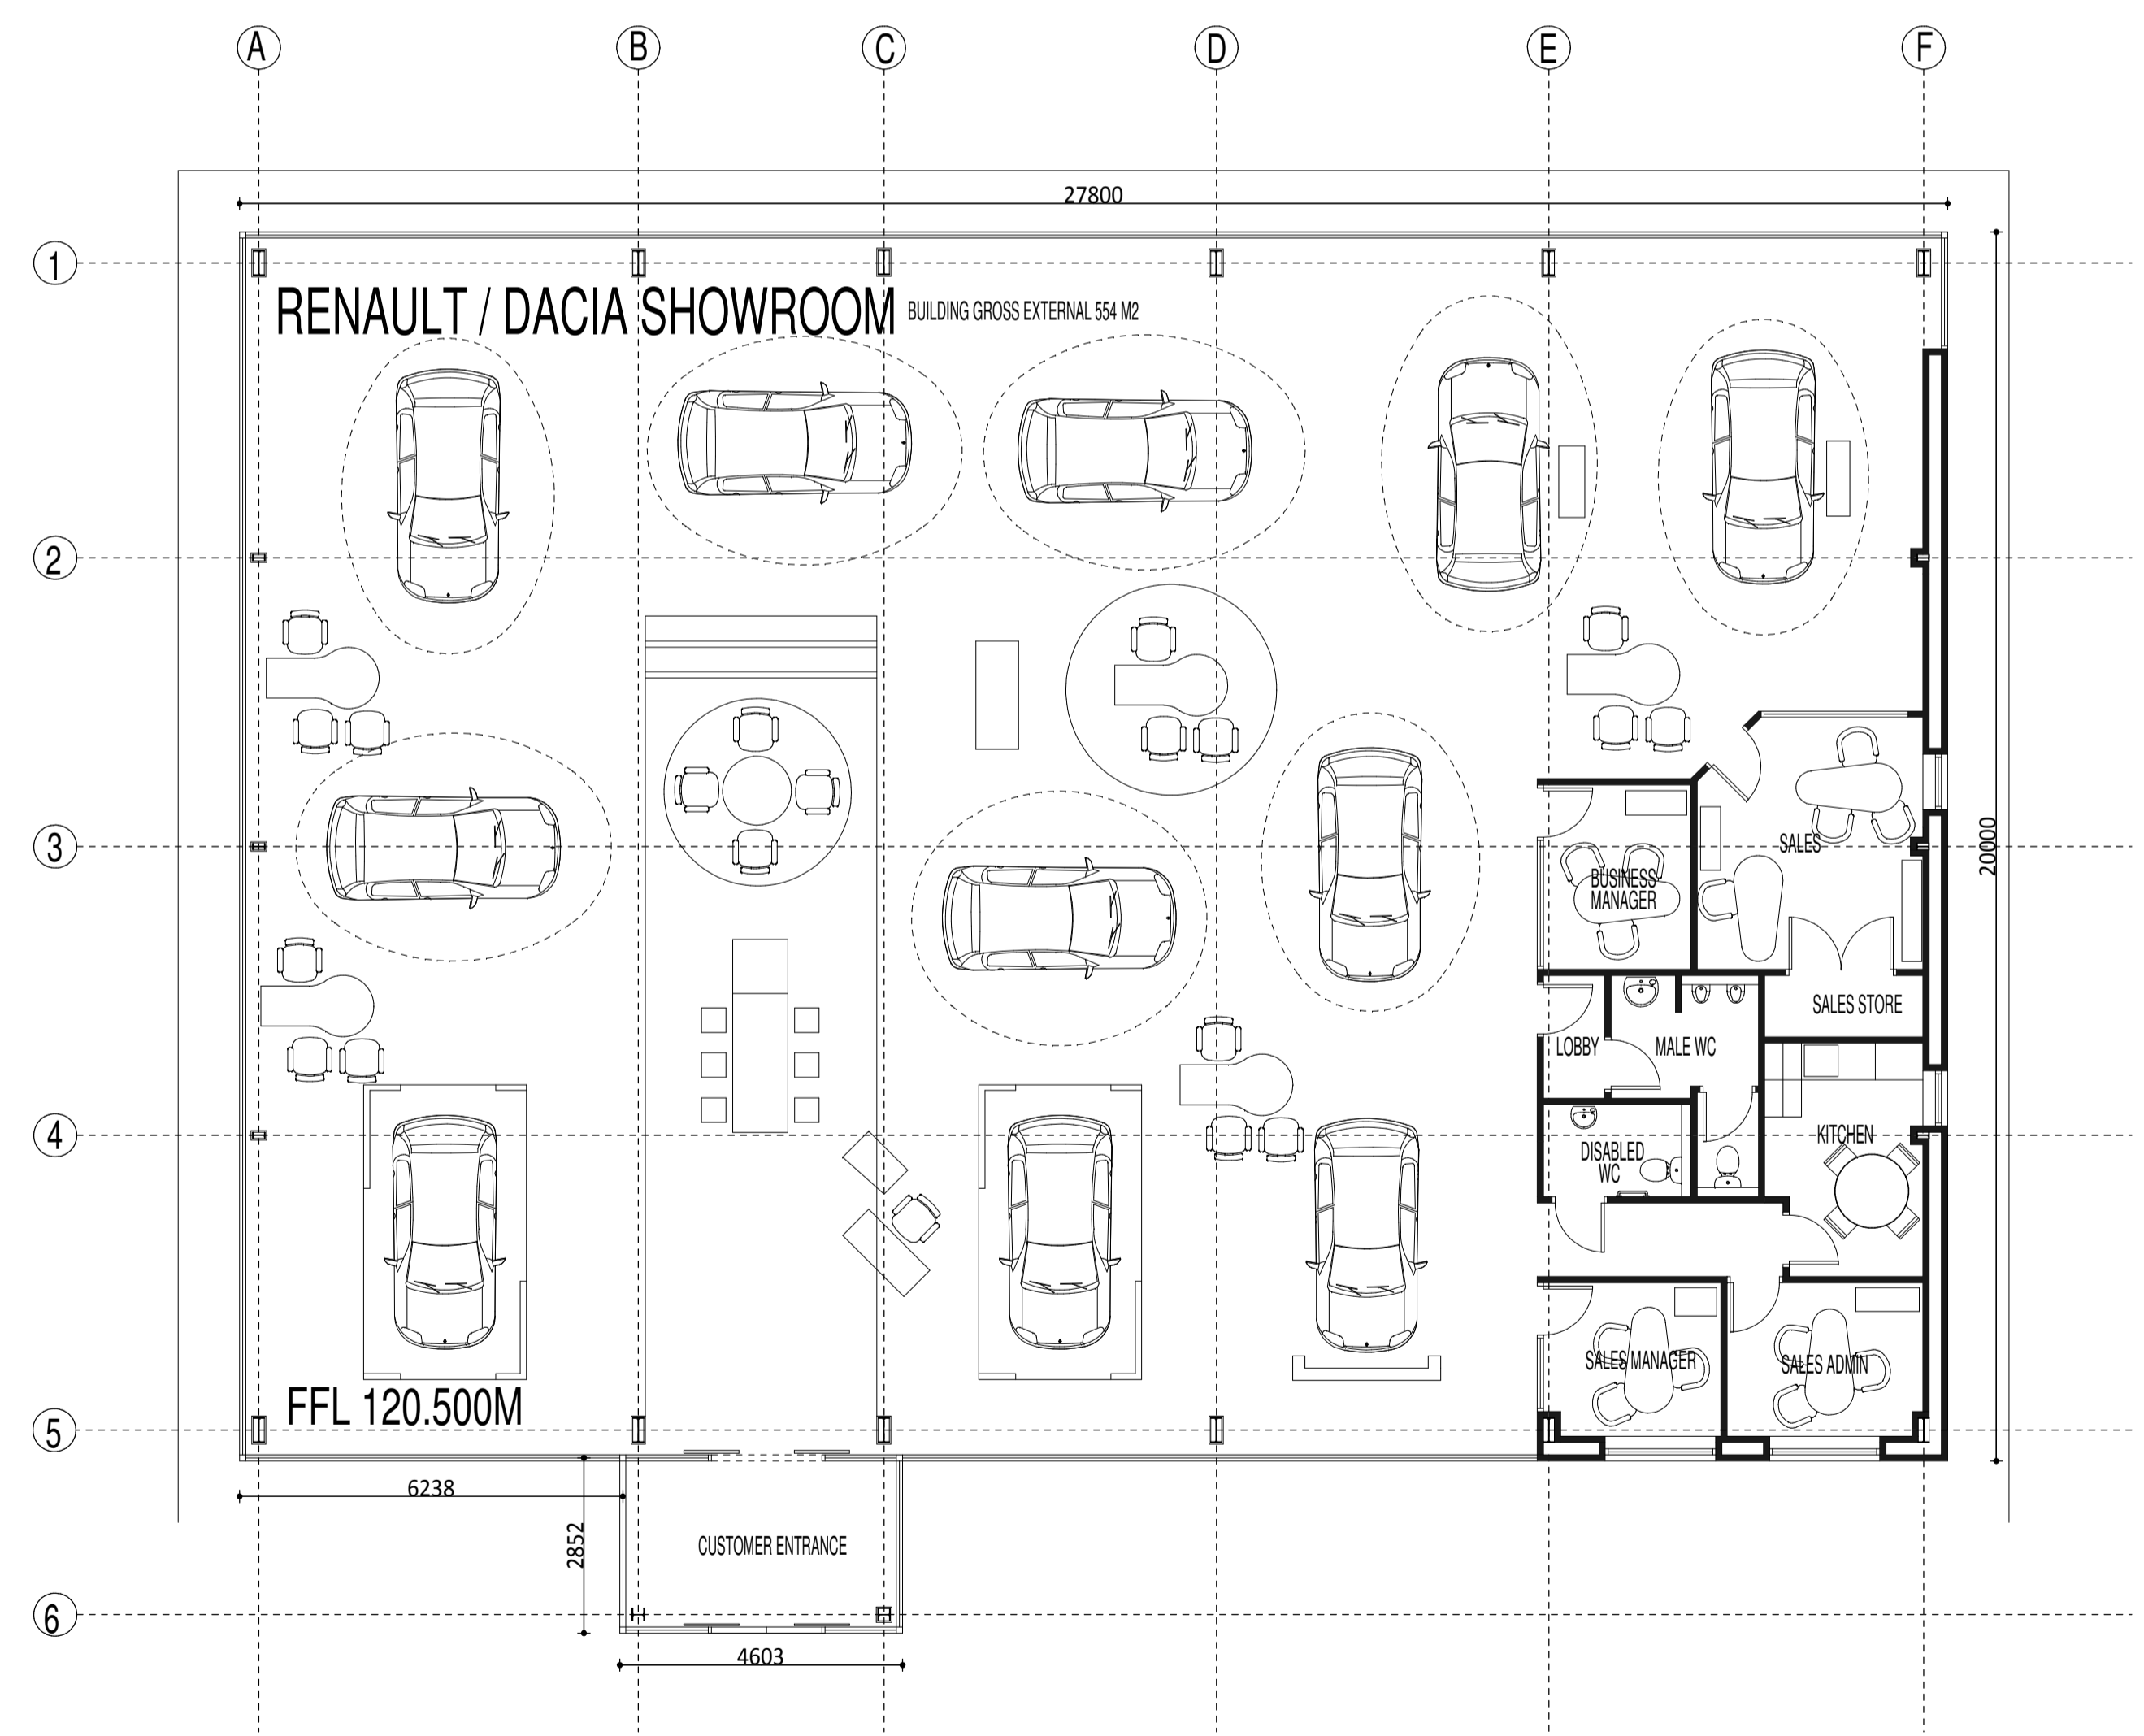 A
B
C
D
E
F
27800
1
RENAULT / DACIA SHOWROOM
BUILDING GROSS EXTERNAL 554 M2
2
3
20000
SALES
BUSINESS
MANAGER
SALES STORE
LOBBY
MALE WC
4
KITCHEN
DISABLED
WC
SALES MANAGER
SALES ADMIN
FFL 120.500M
5
6238
2852
CUSTOMER ENTRANCE
6
4603